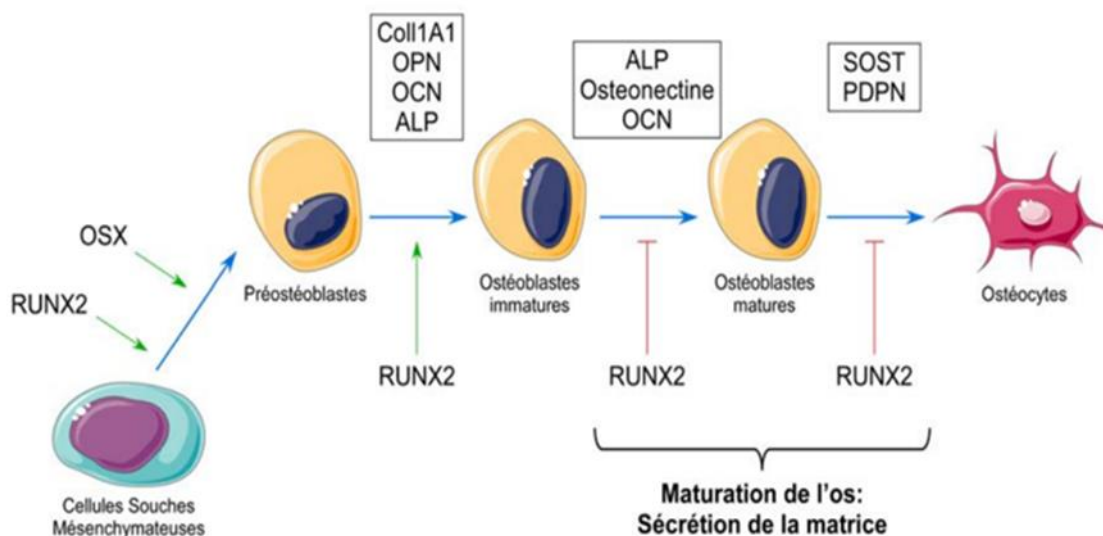 Coll1A1
OPN
OCN
ALP
ALP
Osteonectine
OCN
SOST
PDPN
OSX
RUNX2
Préostéoblastes
Ostéoblastes
immatures
Ostéoblastes
matures
Ostéocytes
RUNX2
RUNX2
RUNX2
Cellules Souches
Mésenchymateuses
Maturation de l'os:
Sécrétion de la matrice